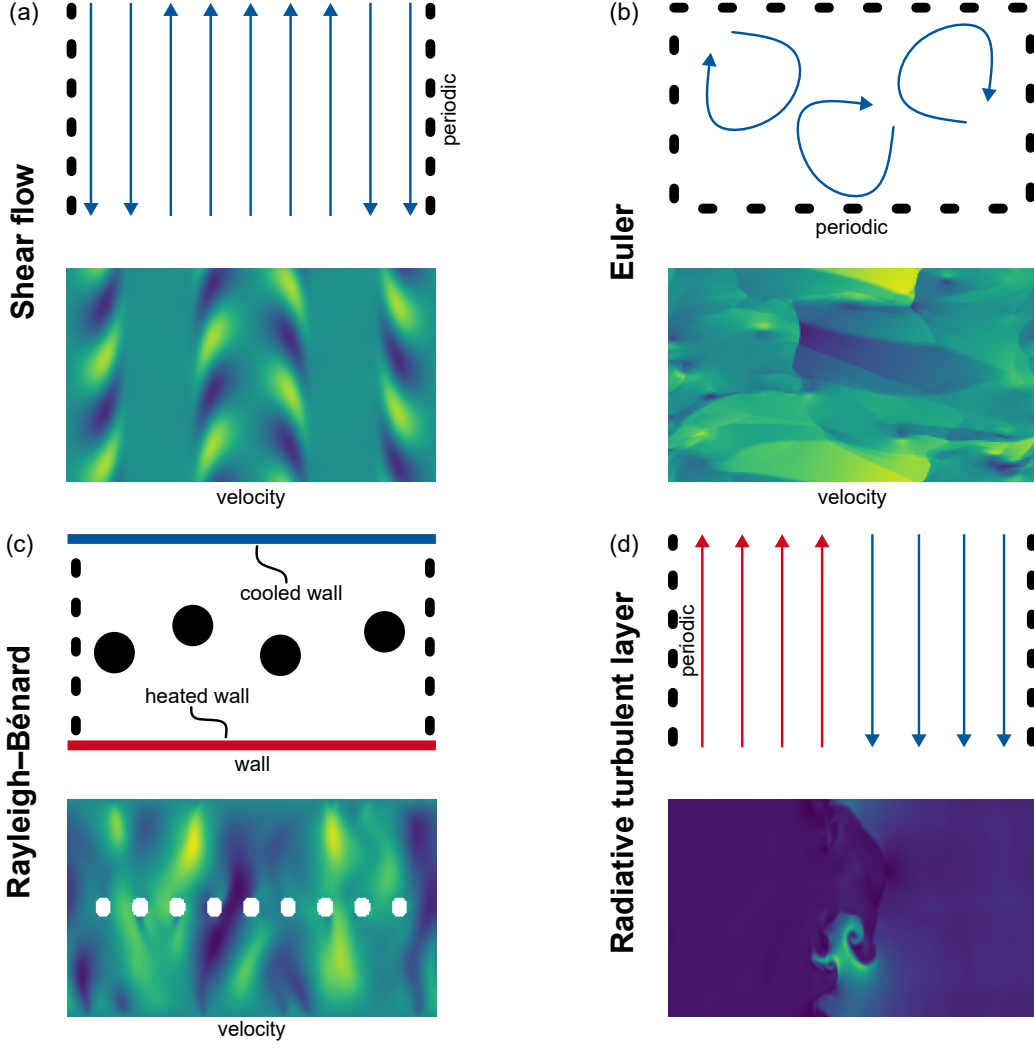 (a)
periodic
Shear flow
velocity
(b)
periodic
Euler
velocity
(c)
cooled wall
heated wall
wall
Rayleigh–Bénard
velocity
(d)
periodic
Radiative turbulent layer